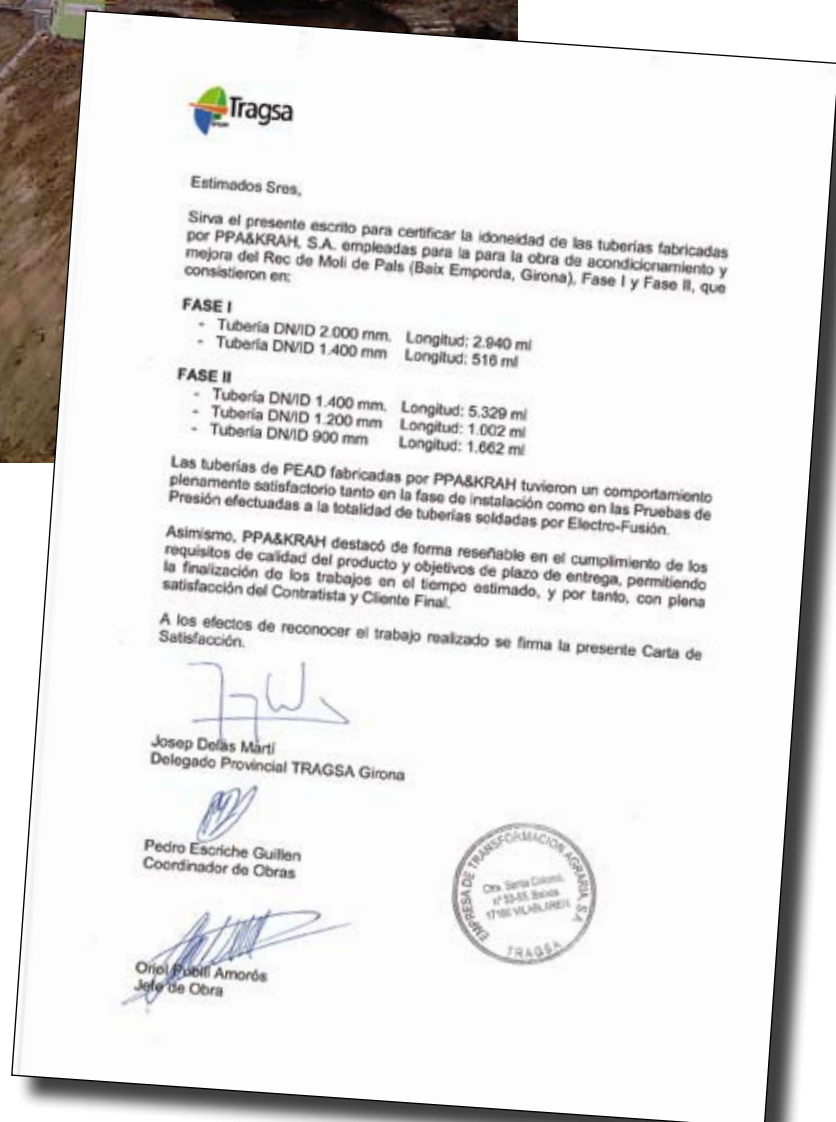 Tragsa
Estimados Sres,
Sirva el presente escrito para certificar la idoneidad de las tuberías fabricadas
por PPA&KRAH, S.A. empleadas para la para la obra de acondicionamiento y
mejora del Rec de Moli de Pals (Baix Emporda, Girona), Fase I y Fase II, que
consistieron en:
FASE I
- Tubería DN/ID 2.000 mm. Longitud: 2.940 ml
- Tubería DN/ID 1.400 mm Longitud: 516 ml
FASE II
- Tubería DN/ID 1.400 mm. Longitud: 5.329 ml
- Tubería DN/ID 1.200 mm Longitud: 1.002 ml
- Tubería DN/ID 900 mm Longitud: 1.662 ml
Las tuberías de PEAD fabricadas por PPA&KRAH tuvieron un comportamiento
plenamente satisfactorio tanto en la fase de instalación como en las Pruebas de
Presión efectuadas a la totalidad de tuberías soldadas por Electro-Fusión.
Asimismo, PPA&KRAH destacó de forma reseñable en el cumplimiento de los
requisitos de calidad del producto y objetivos de plazo de entrega, permitiendo
la finalización de los trabajos en el tiempo estimado, y por tanto, con plena
satisfacción del Contratista y Cliente Final.
A los efectos de reconocer el trabajo realizado se firma la presente Carta de
Satisfacción.
Josep Delàs Martí
Delegado Provincial TRAGSA Girona
Pedro Escriche Guillen
Coordinador de Obras
Oriol Amorós
Jefe de Obra
EMPRESA DE TRANSFORMACION AGRARIA, S.A.
Ctra. Santa Coloma,
nº 53-55, Baixos
TRAGSA